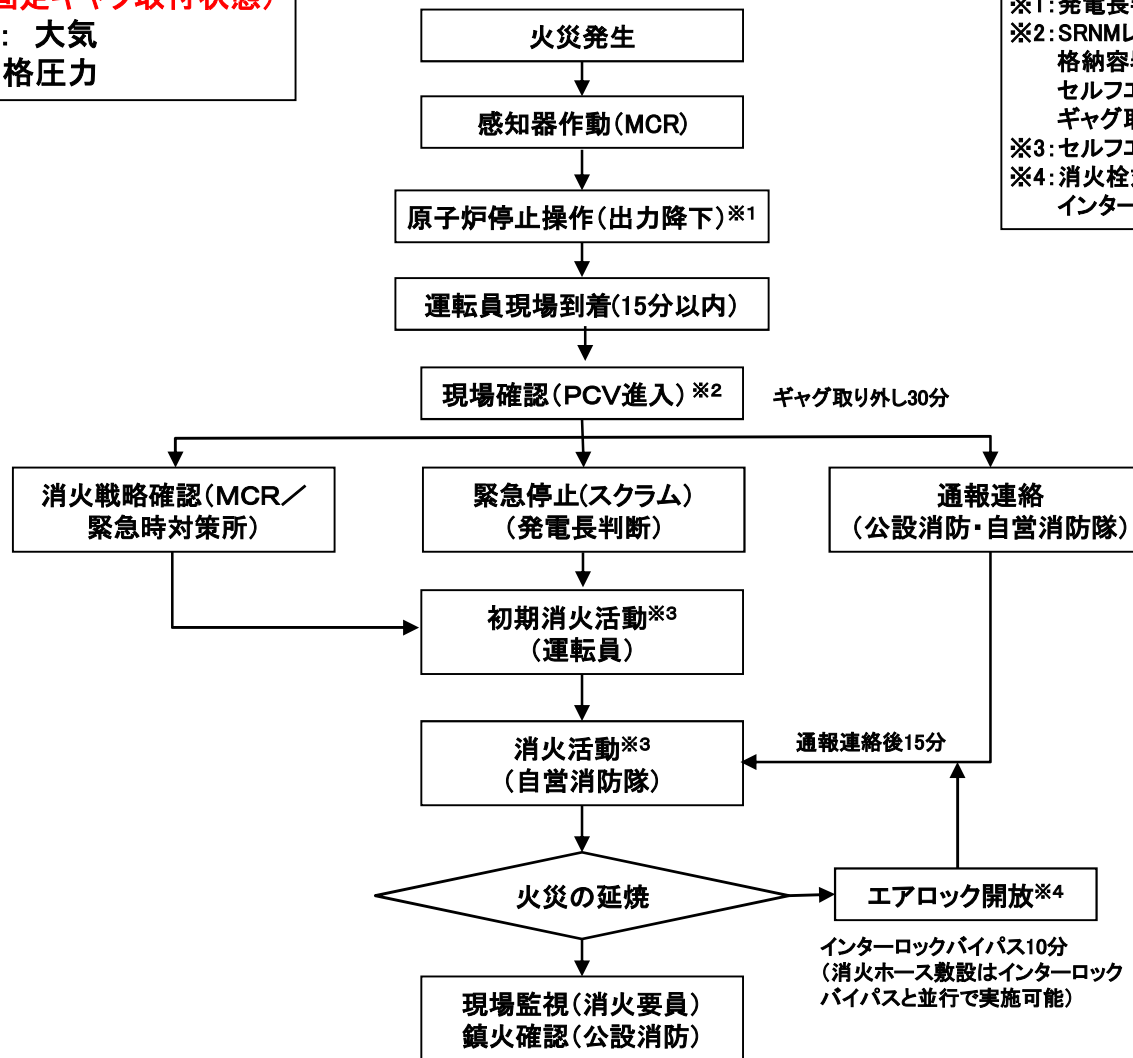 固定ギャグ取付状態）
： 大気
格圧力
※1：発電長
※2：SRNM
格納容
セルフエ
ギャグ取
※3：セルフエ
※4：消火栓
インター
火災発生
感知器作動（MCR）
原子炉停止操作（出力降下）※1
運転員現場到着(15分以内)
現場確認（PCV進入）※2
ギャグ取り外し30分
消火戦略確認（MCR／
緊急時対策所）
緊急停止(スクラム)
（発電長判断）
通報連絡
（公設消防・自営消防隊）
初期消火活動※3
（運転員）
消火活動※3
（自営消防隊）
通報連絡後15分
火災の延焼
エアロック開放※4
インターロックバイパス10分
（消火ホース敷設はインターロック
バイパスと並行で実施可能）
現場監視（消火要員）
鎮火確認（公設消防）